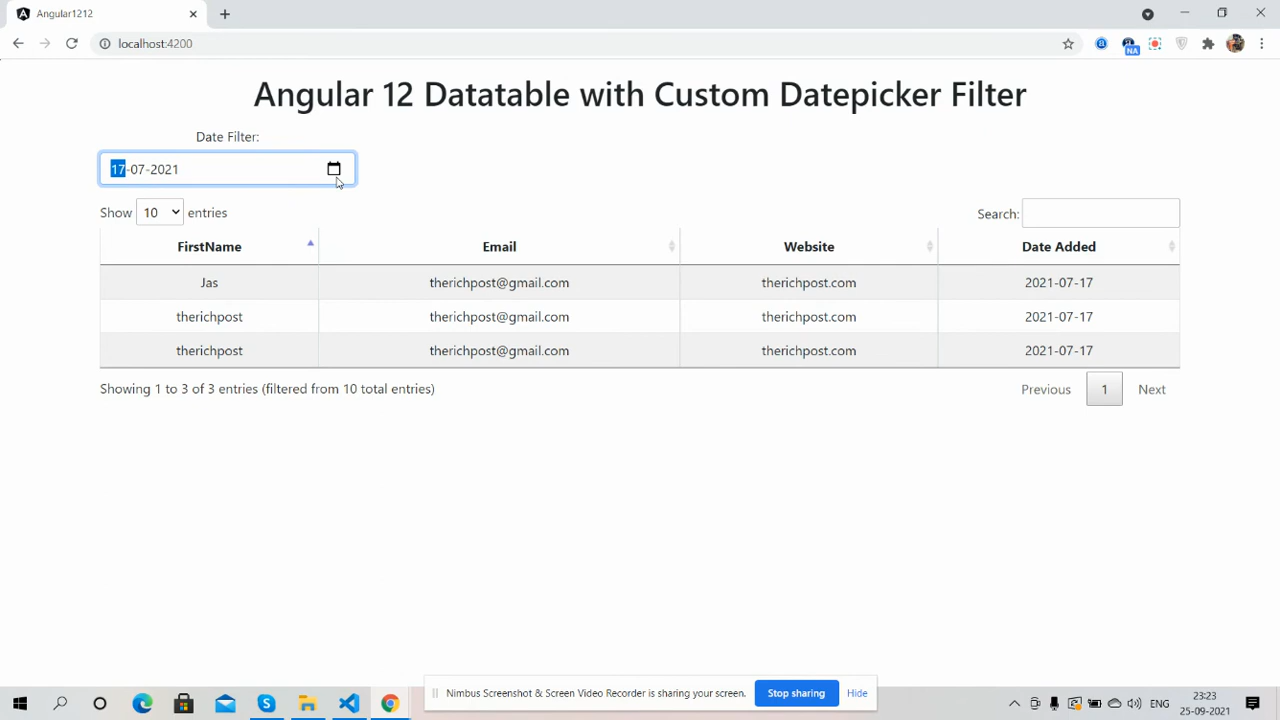 Angular1212
localhost:4200
NA
Angular 12 Datatable with Custom Datepicker Filter
Date Filter:
17-07-2021
Show 10 entries
Search:
FirstName Email Website Date Added
Jas therichpost@gmail.com therichpost.com 2021-07-17
therichpost therichpost@gmail.com therichpost.com 2021-07-17
therichpost therichpost@gmail.com therichpost.com 2021-07-17
Showing 1 to 3 of 3 entries (filtered from 10 total entries)
Previous 1 Next
Nimbus Screenshot & Screen Video Recorder is sharing your screen. Stop sharing Hide
ENG
23:23
25-09-2021